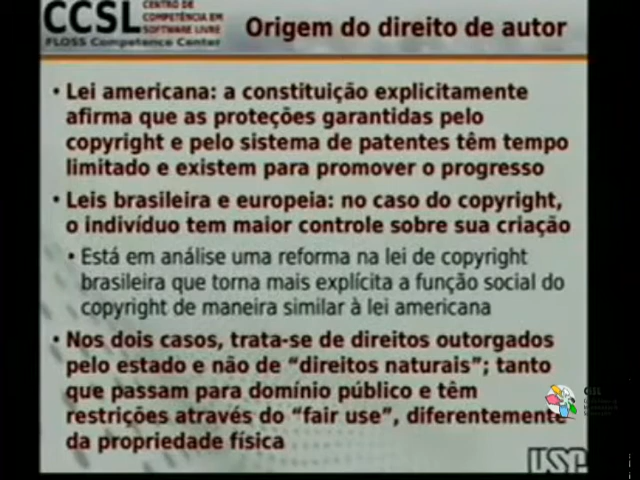 CCSL
CENTRO DE
COMPETÊNCIA EM
SOFTWARE LIVRE
FLOSS Competence Center
Origem do direito de autor
• Lei americana: a constituição explicitamente
afirma que as proteções garantidas pelo
copyright e pelo sistema de patentes têm tempo
limitado e existem para promover o progresso
• Leis brasileira e europeia: no caso do copyright,
o indivíduo tem maior controle sobre sua criação
• Está em análise uma reforma na lei de copyright
brasileira que torna mais explícita a função social do
copyright de maneira similar à lei americana
• Nos dois casos, trata-se de direitos outorgados
pelo estado e não de “direitos naturais”; tanto
que passam para domínio público e têm
restrições através do “fair use”, diferentemente
da propriedade física
USP